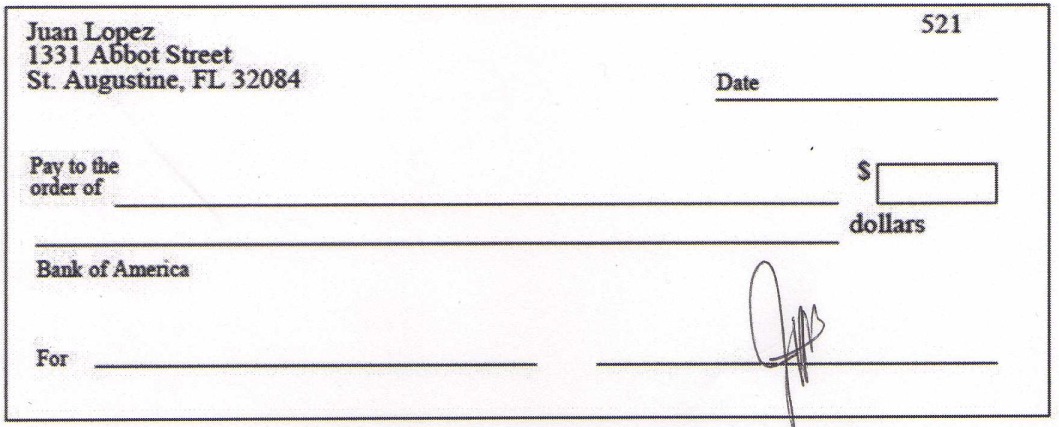 Juan Lopez
521
1331 Abbot Street
St. Augustine, FL 32084
Date
Pay to the
order of
$
dollars
Bank of America
For